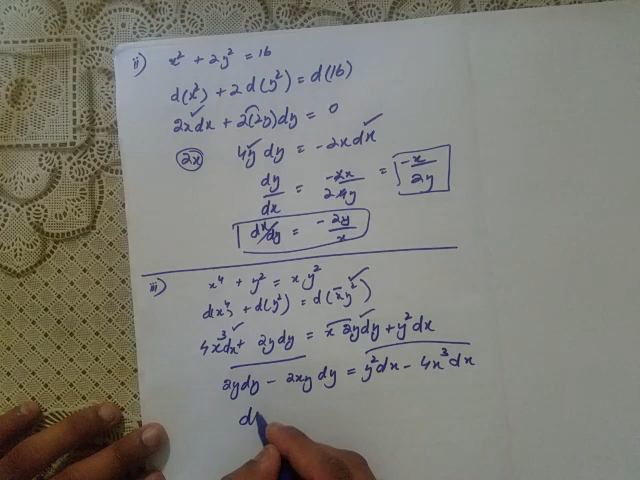 ii) x² + 2y² = 16
d(x²) + 2d(y²) = d(16)
2xdx + 2(2y)dy = 0
2x 4y dy = -2xdx
dy/dx = -2x/2·4y = -x/2y
dx/dy = -2y/x
iii) x⁴ + y² = x y²
d(x⁴) + d(y²) = d(xy²)
4x³dx + 2ydy = x 2ydy + y²dx
2ydy - 2xy dy = y²dx - 4x³dx
d